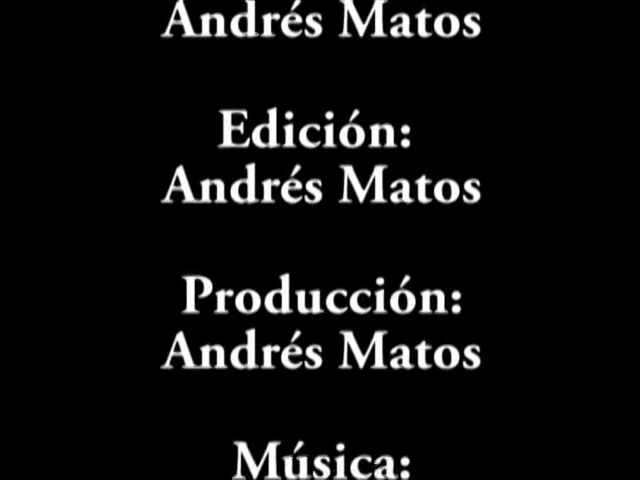 Andrés Matos
Edición:
Andrés Matos
Producción:
Andrés Matos
Música: